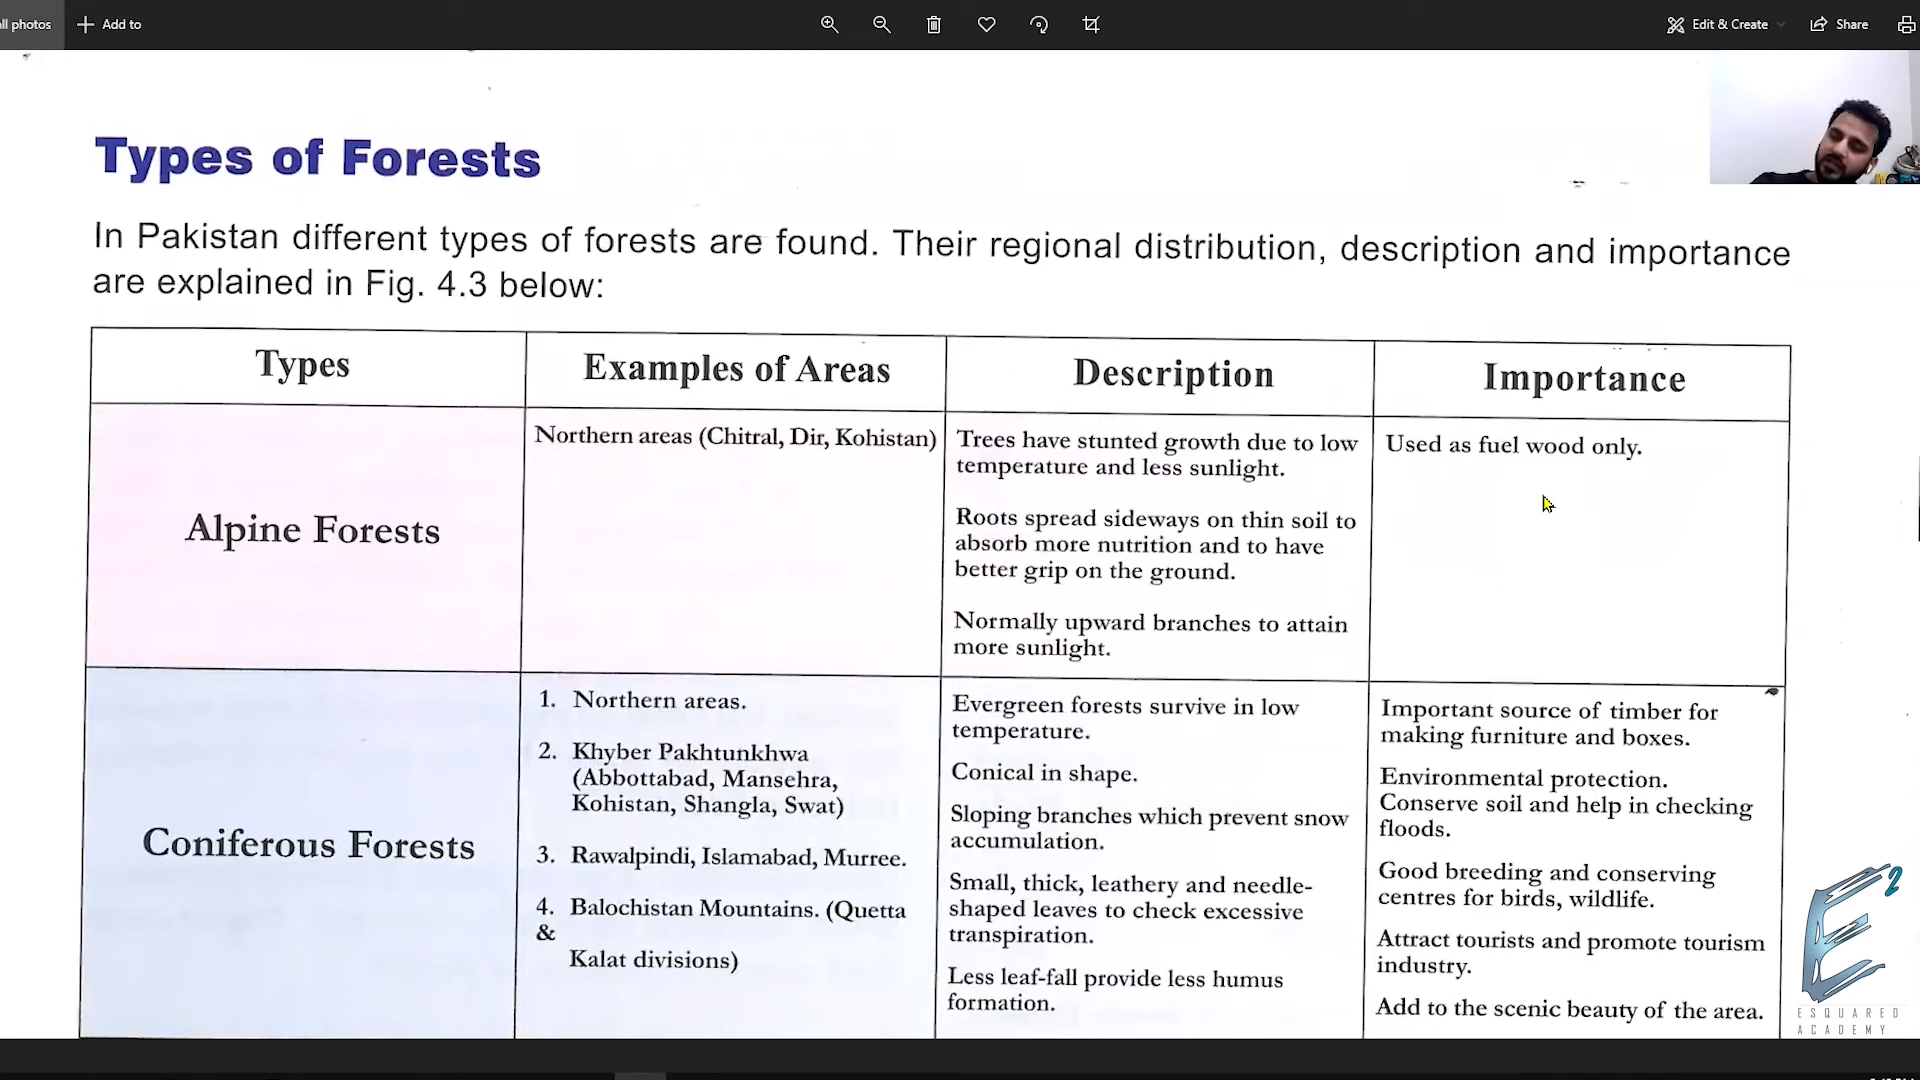 ll photos
Add to
Edit & Create
Share
Types of Forests
In Pakistan different types of forests are found. Their regional distribution, description and importance
are explained in Fig. 4.3 below:
Types
Examples of Areas
Description
Importance
Alpine Forests
Northern areas (Chitral, Dir, Kohistan)
Trees have stunted growth due to low
temperature and less sunlight.
Roots spread sideways on thin soil to
absorb more nutrition and to have
better grip on the ground.
Normally upward branches to attain
more sunlight.
Used as fuel wood only.
Coniferous Forests
1. Northern areas.
2. Khyber Pakhtunkhwa
(Abbottabad, Mansehra,
Kohistan, Shangla, Swat)
3. Rawalpindi, Islamabad, Murree.
4. Balochistan Mountains. (Quetta
&
Kalat divisions)
Evergreen forests survive in low
temperature.
Conical in shape.
Sloping branches which prevent snow
accumulation.
Small, thick, leathery and needle-
shaped leaves to check excessive
transpiration.
Less leaf-fall provide less humus
formation.
Important source of timber for
making furniture and boxes.
Environmental protection.
Conserve soil and help in checking
floods.
Good breeding and conserving
centres for birds, wildlife.
Attract tourists and promote tourism
industry.
Add to the scenic beauty of the area.
E2
ESQUARED
ACADEMY